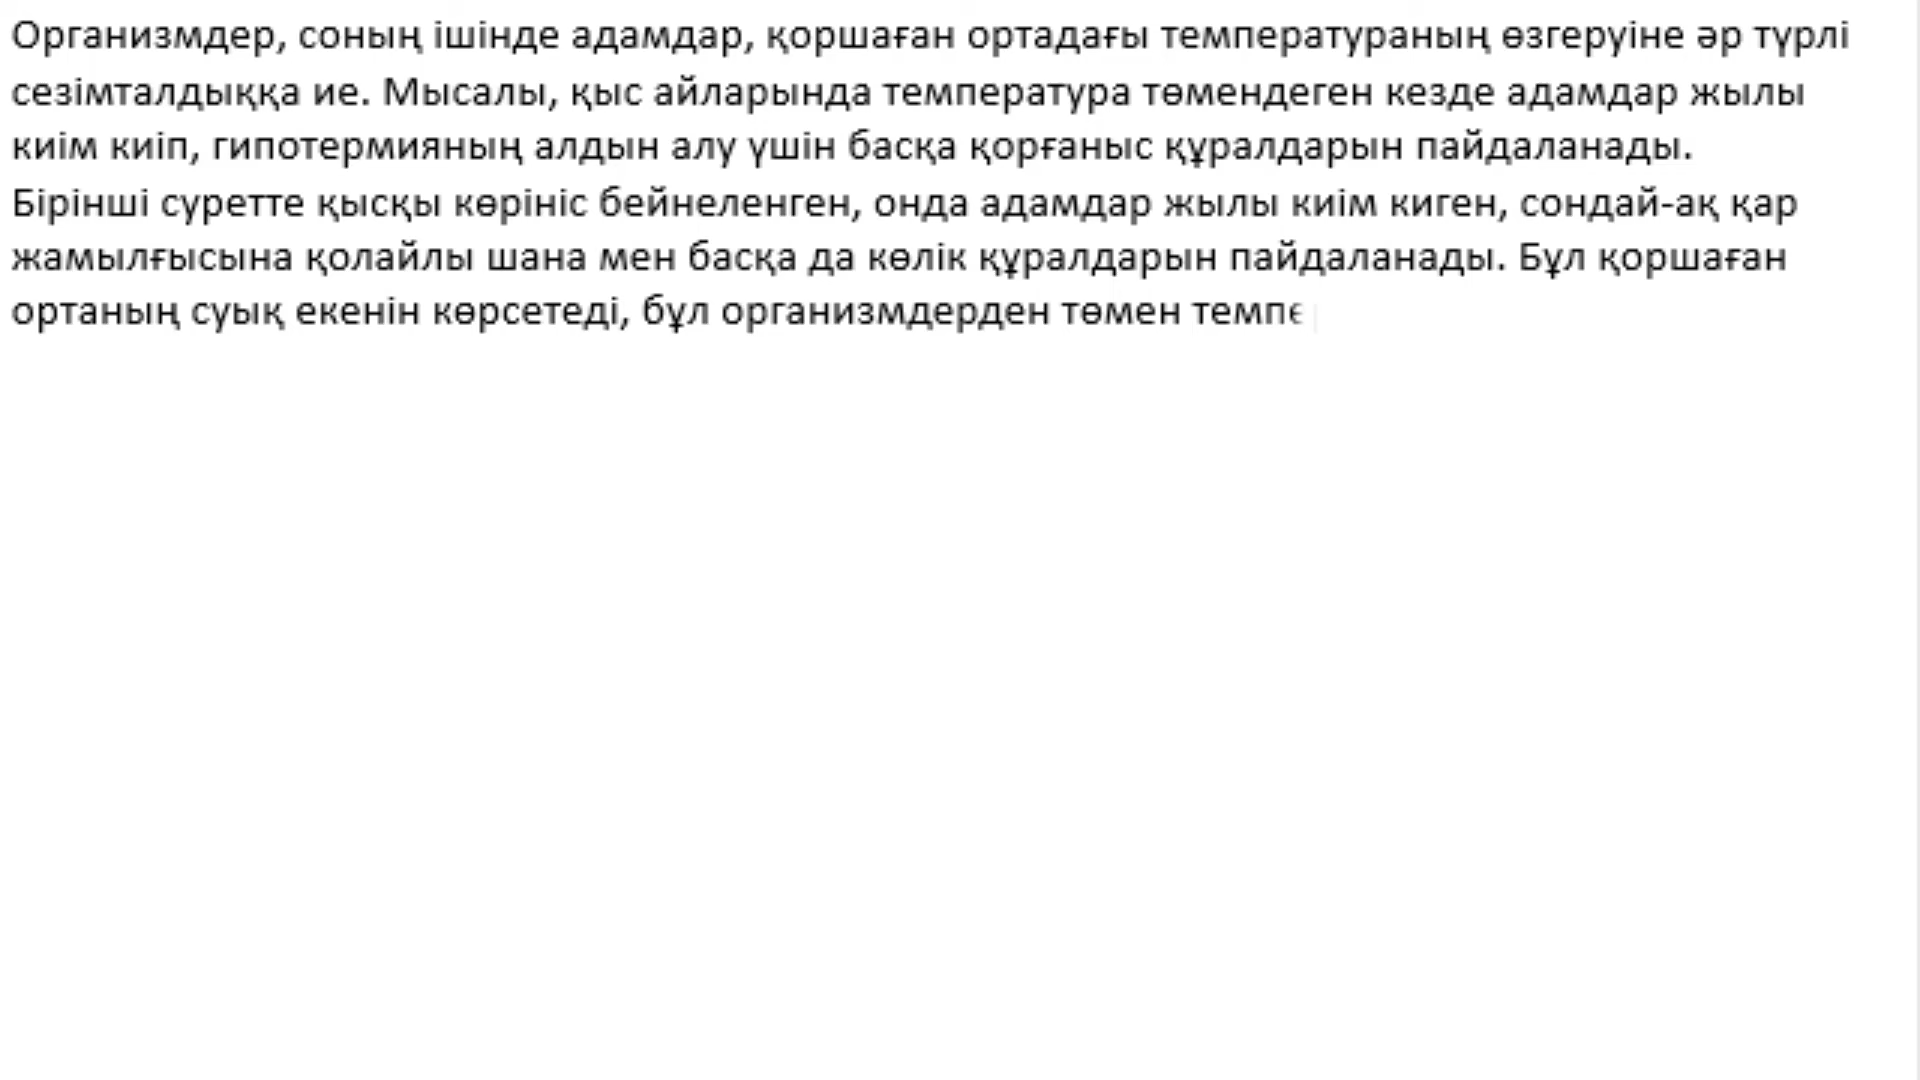 Организмдер, соның ішінде адамдар, қоршаған ортадағы температураның өзгеруіне әр түрлі
сезімталдыққа ие. Мысалы, қыс айларында температура төмендеген кезде адамдар жылы
киім киіп, гипотермияның алдын алу үшін басқа қорғаныс құралдарын пайдаланады.
Бірінші суретте қысқы көрініс бейнеленген, онда адамдар жылы киім киген, сондай-ақ қар
жамылғысына қолайлы шана мен басқа да көлік құралдарын пайдаланады. Бұл қоршаған
ортаның суық екенін көрсетеді, бұл организмдерден төмен темпе